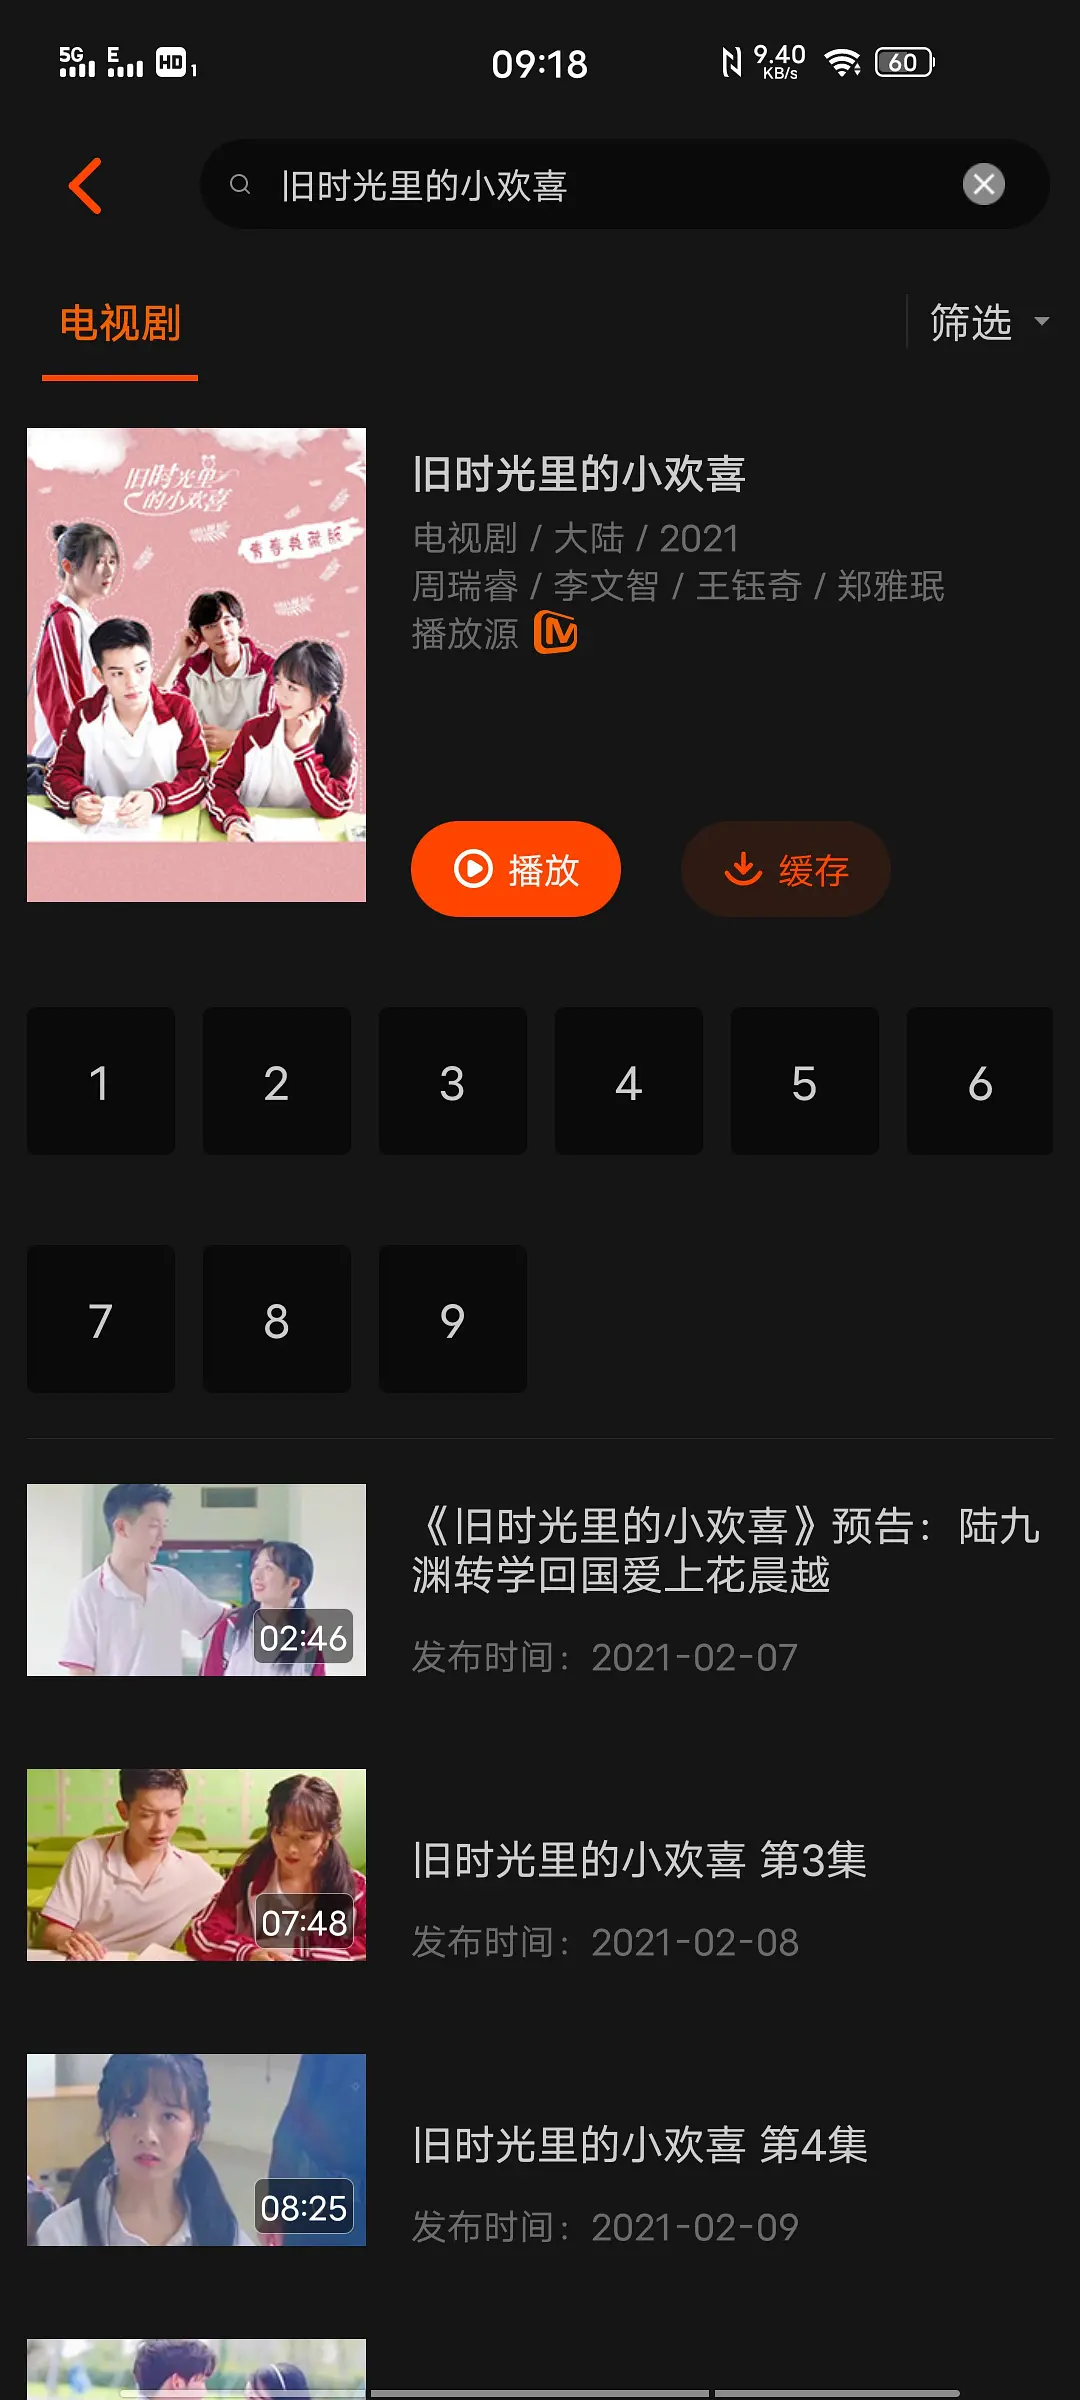 5G E HD 1 09:18 9.40 KB/s 60
旧时光里的小欢喜
电视剧 筛选
旧时光里
的小欢喜
青春典藏版
旧时光里的小欢喜
电视剧 / 大陆 / 2021
周瑞睿 / 李文智 / 王钰奇 / 郑雅珉
播放源
播放 缓存
1 2 3 4 5 6
7 8 9
《旧时光里的小欢喜》预告：陆九
渊转学回国爱上花晨越
02:46
发布时间：2021-02-07
旧时光里的小欢喜 第3集
07:48
发布时间：2021-02-08
旧时光里的小欢喜 第4集
08:25
发布时间：2021-02-09